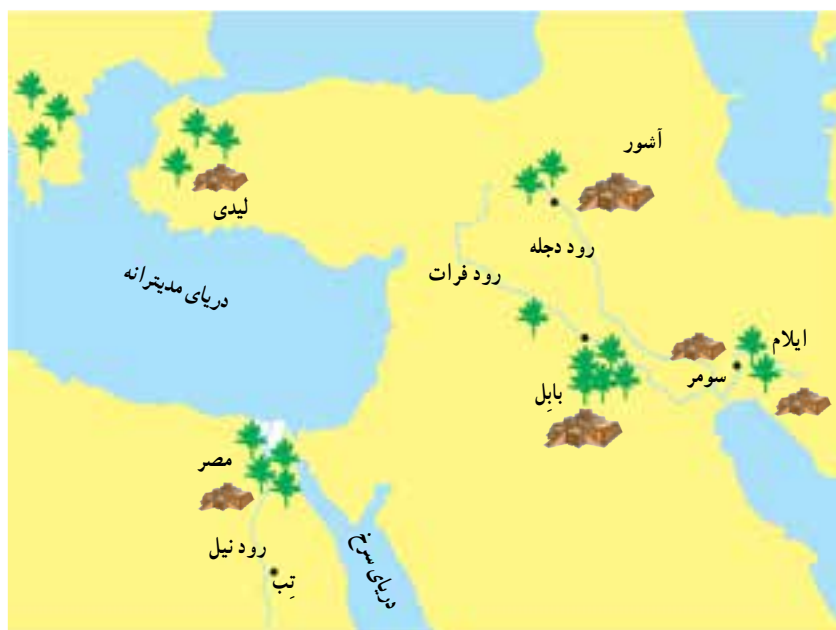 آشور
لیدی
رود دجله
رود فرات
دریای مدیترانه
ایلام
سومر
بابِل
مصر
رود نیل
دریای سرخ
تِب